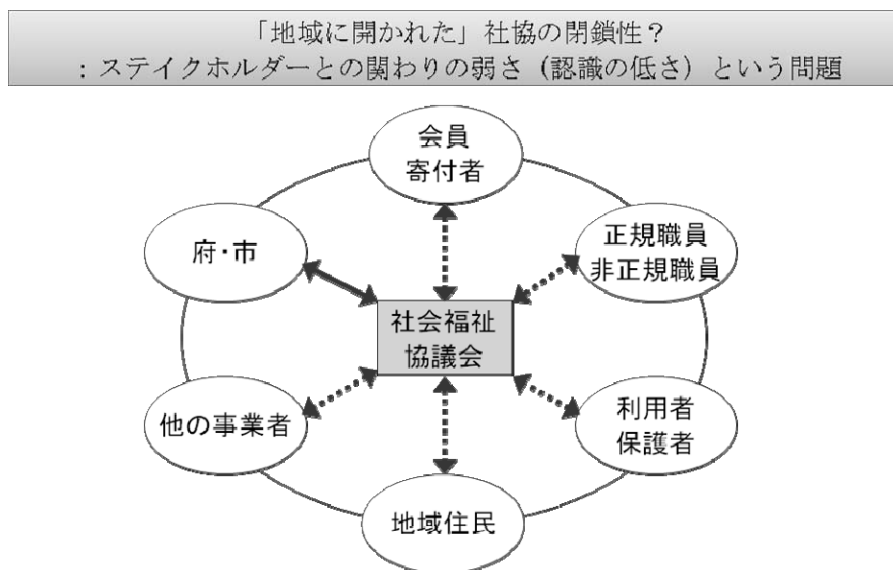 「地域に開かれた」社協の閉鎖性？
：ステイクホルダーとの関わりの弱さ（認識の低さ）という問題
会員
寄付者
府・市
正規職員
非正規職員
社会福祉
協議会
他の事業者
利用者
保護者
地域住民